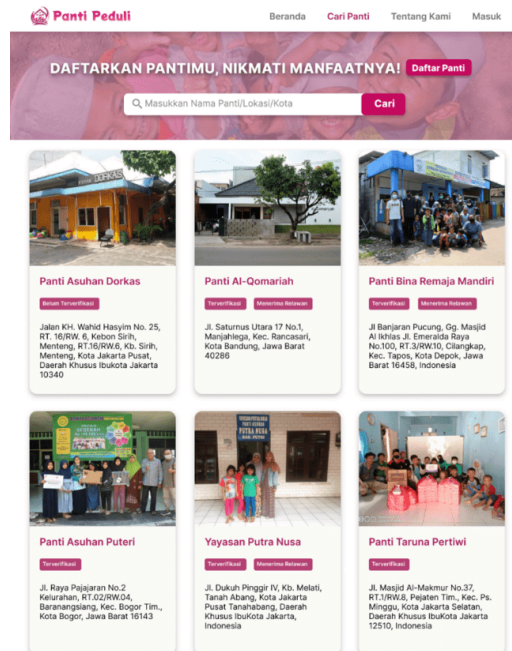 Panti Peduli
Beranda Cari Panti Tentang Kami Masuk
DAFTARKAN PANTIMU, NIKMATI MANFAATNYA! Daftar Panti
Masukkan Nama Panti/Lokasi/Kota Cari
DORKAS
Panti Asuhan Dorkas
Belum Terverifikasi
Jalan KH. Wahid Hasyim No. 25,
RT. 16/RW. 6, Kebon Sirih,
Menteng, RT.16/RW.6, Kb. Sirih,
Menteng, Kota Jakarta Pusat,
Daerah Khusus Ibukota Jakarta
10340
Panti Al-Qomariah
Terverifikasi Menerima Relawan
Jl. Saturnus Utara 17 No.1,
Manjahlega, Kec. Rancasari,
Kota Bandung, Jawa Barat
40286
Panti Bina Remaja Mandiri
Terverifikasi Menerima Relawan
Jl Banjaran Pucung, Gg. Masjid
Al Ikhlas Jl. Emeralda Raya
No.100, RT.3/RW.10, Cilangkap,
Kec. Tapos, Kota Depok, Jawa
Barat 16458, Indonesia
Panti Asuhan Puteri
Terverifikasi
Jl. Raya Pajajaran No.2
Kelurahan, RT.02/RW.04,
Baranangsiang, Kec. Bogor Tim.,
Kota Bogor, Jawa Barat 16143
PANTI ASUHAN
PUTRA NUSA
Yayasan Putra Nusa
Terverifikasi Menerima Relawan
Jl. Dukuh Pinggir IV, Kb. Melati,
Tanah Abang, Kota Jakarta
Pusat Tanahabang, Daerah
Khusus IbuKota Jakarta,
Indonesia
Panti Taruna Pertiwi
Terverifikasi
Jl. Masjid Al-Makmur No.37,
RT.1/RW.8, Pejaten Tim., Kec. Ps.
Minggu, Kota Jakarta Selatan,
Daerah Khusus IbuKota Jakarta
12510, Indonesia